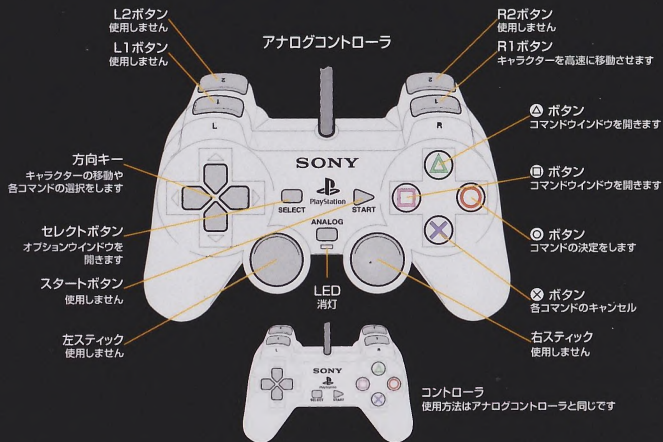 アナログコントローラ
L2ボタン
使用しません
L1ボタン
使用しません
方向キー
キャラクターの移動や
各コマンドの選択をします
セレクトボタン
オプションウインドウを
開きます
スタートボタン
使用しません
左スティック
使用しません
R2ボタン
使用しません
R1ボタン
キャラクターを高速に移動させます
△ ボタン
コマンドウインドウを開きます
□ ボタン
コマンドウインドウを開きます
○ ボタン
コマンドの決定をします
× ボタン
各コマンドのキャンセル
右スティック
使用しません
2
1
L
2
1
R
SONY
PlayStation
SELECT
START
ANALOG
LED
消灯
SONY
PlayStation
SELECT
START
コントローラ
使用方法はアナログコントローラと同じです